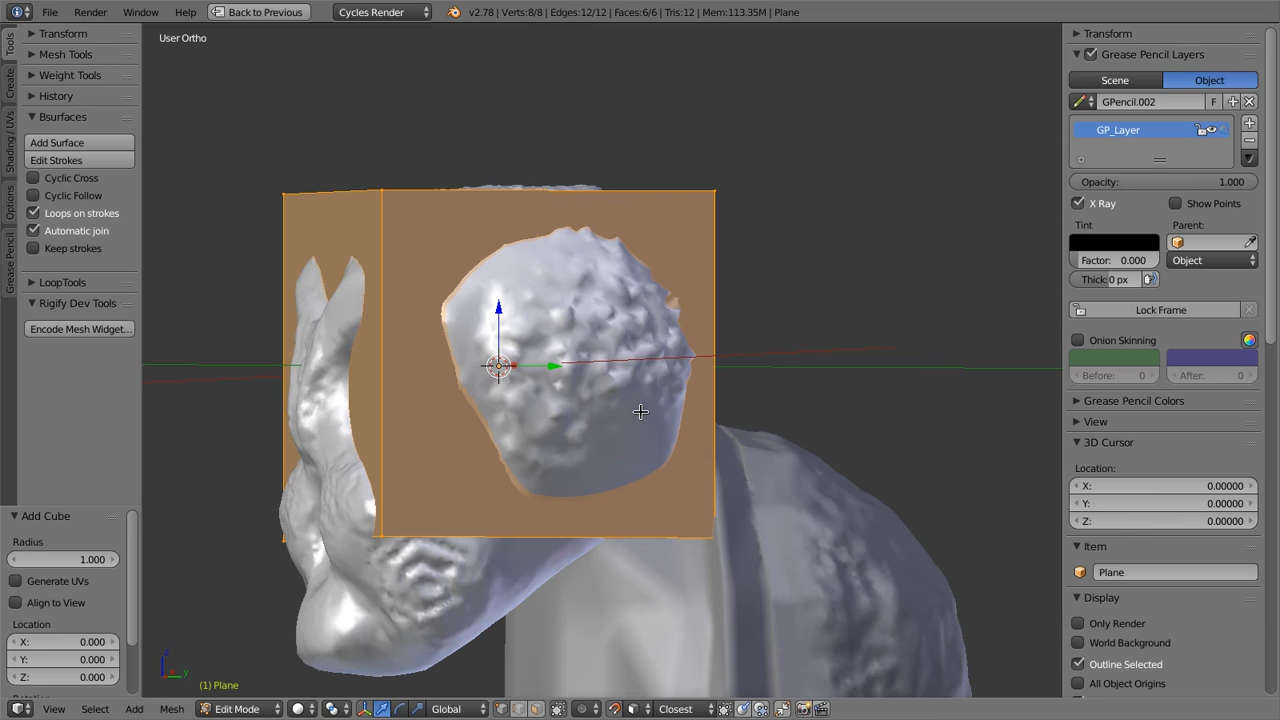 File Render Window Help Back to Previous Cycles Render v2.78 | Verts:8/8 | Edges:12/12 | Faces:6/6 | Tris:12 | Mem:113.35M | Plane
User Ortho
Tools
Create
Shading / UVs
Options
Grease Pencil
Transform
Mesh Tools
Weight Tools
History
Bsurfaces
Add Surface
Edit Strokes
Cyclic Cross
Cyclic Follow
Loops on strokes
Automatic join
Keep strokes
LoopTools
Rigify Dev Tools
Encode Mesh Widget...
Add Cube
Radius
1.000
Generate UVs
Align to View
Location
X: 0.000
Y: 0.000
Z: 0.000
z
y
(1) Plane
Transform
Grease Pencil Layers
Scene Object
GPencil.002 F
GP_Layer
Opacity: 1.000
X Ray Show Points
Tint Parent:
Factor: 0.000 Object
Thick: 0 px
Lock Frame
Onion Skinning
Before: 0 After: 0
Grease Pencil Colors
View
3D Cursor
Location:
X: 0.00000
Y: 0.00000
Z: 0.00000
Item
Plane
Display
Only Render
World Background
Outline Selected
All Object Origins
View Select Add Mesh Edit Mode Global Closest